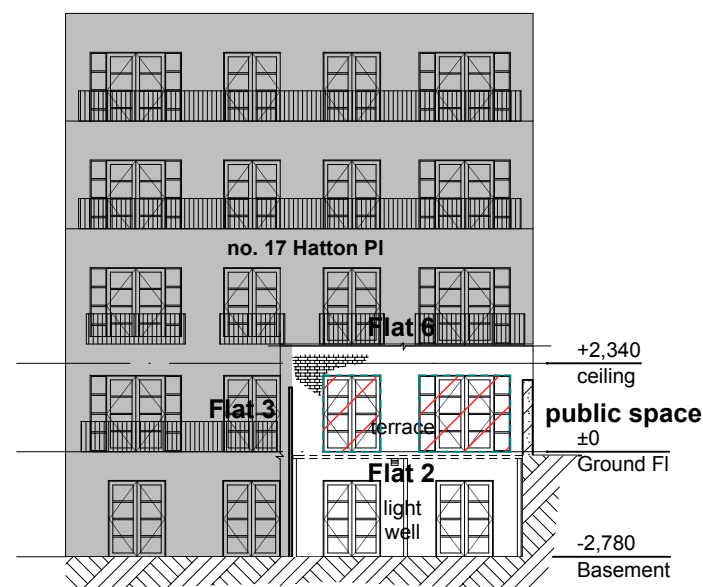 no. 17 Hatton Pl
Flat 6
+2,340
ceiling
Flat 3
terrace
public space
±0
Ground Fl
Flat 2
light
well
-2,780
Basement